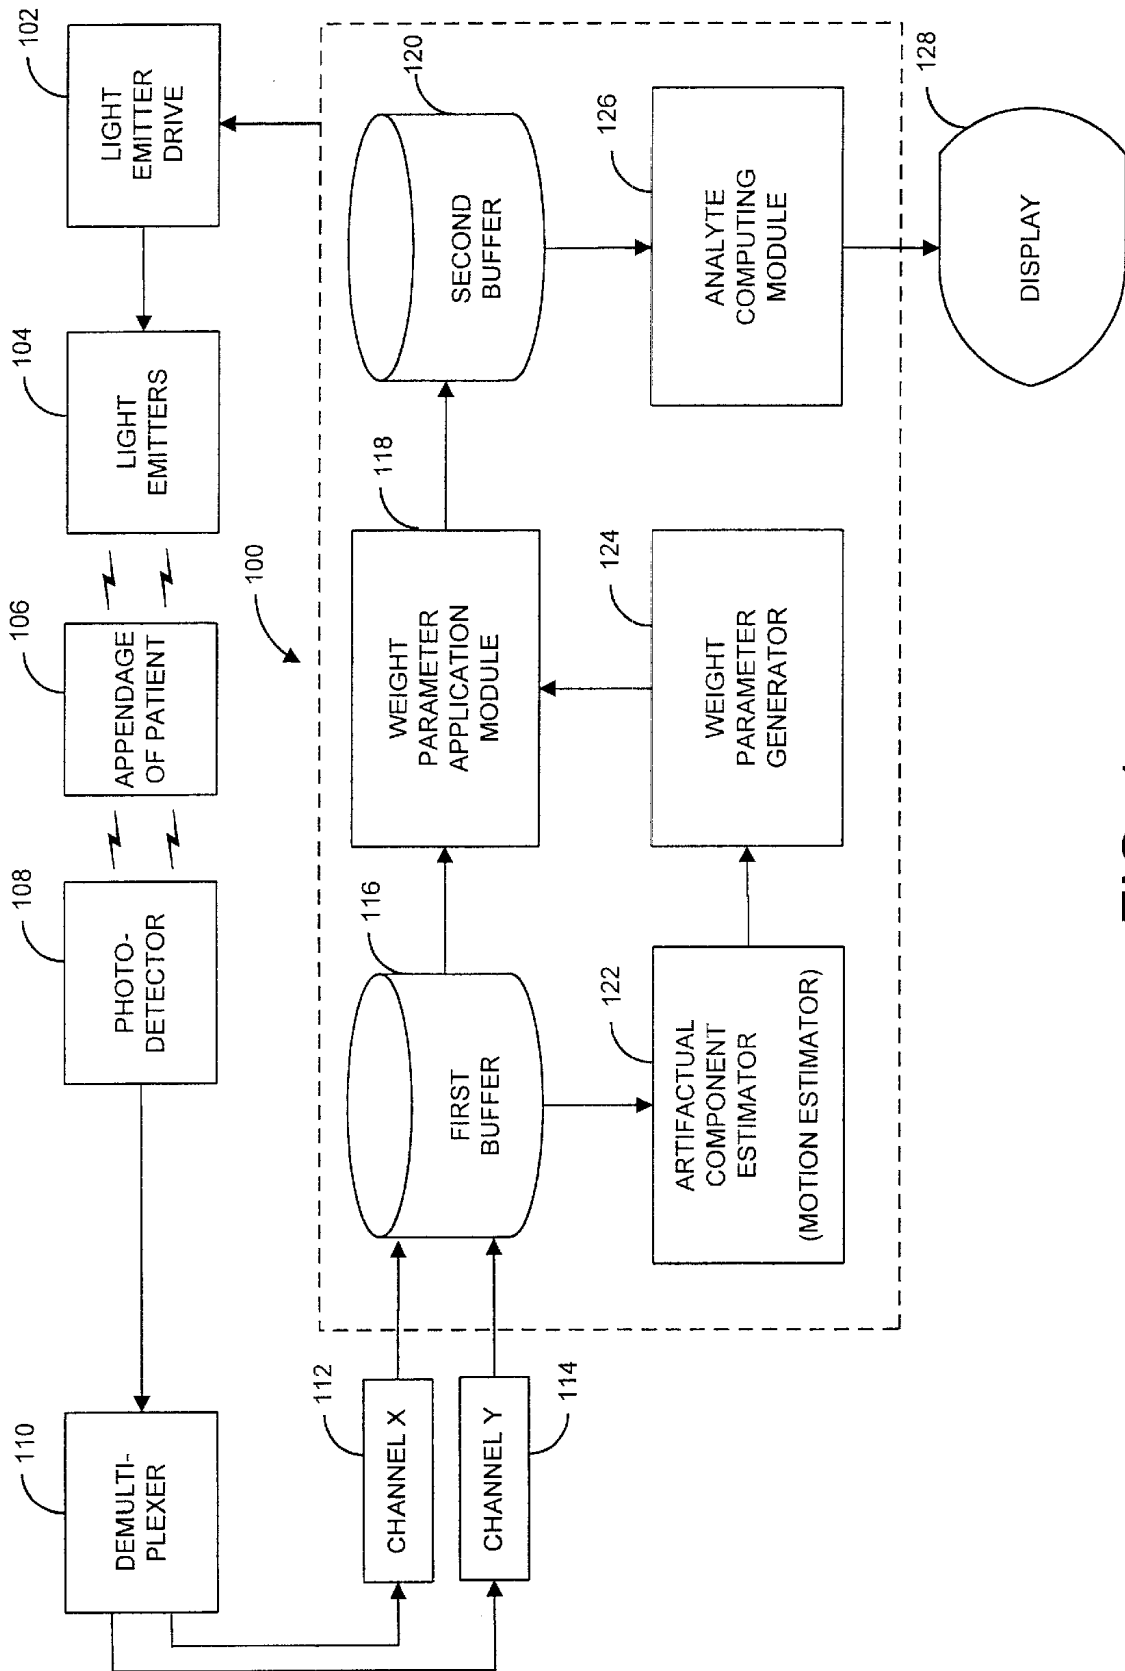 110
DEMULTI-
PLEXER
108
PHOTO-
DETECTOR
106
APPENDAGE
OF PATIENT
104
LIGHT
EMITTERS
102
LIGHT
EMITTER
DRIVE
100
112
CHANNEL X
CHANNEL Y
114
116
FIRST
BUFFER
118
WEIGHT
PARAMETER
APPLICATION
MODULE
120
SECOND
BUFFER
122
ARTIFACTUAL
COMPONENT
ESTIMATOR
(MOTION ESTIMATOR)
124
WEIGHT
PARAMETER
GENERATOR
126
ANALYTE
COMPUTING
MODULE
128
DISPLAY